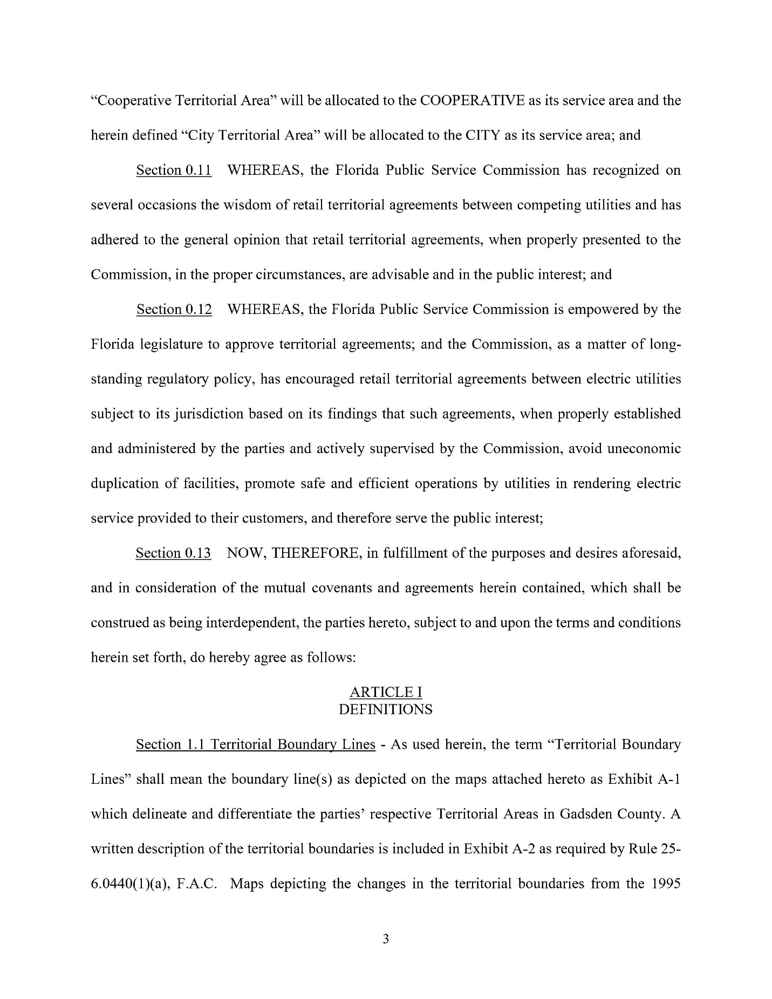 “Cooperative Territorial Area” will be allocated to the COOPERATIVE as its service area and the
herein defined “City Territorial Area” will be allocated to the CITY as its service area; and
Section 0.11 WHEREAS, the Florida Public Service Commission has recognized on
several occasions the wisdom of retail territorial agreements between competing utilities and has
adhered to the general opinion that retail territorial agreements, when properly presented to the
Commission, in the proper circumstances, are advisable and in the public interest; and
Section 0.12 WHEREAS, the Florida Public Service Commission is empowered by the
Florida legislature to approve territorial agreements; and the Commission, as a matter of long-
standing regulatory policy, has encouraged retail territorial agreements between electric utilities
subject to its jurisdiction based on its findings that such agreements, when properly established
and administered by the parties and actively supervised by the Commission, avoid uneconomic
duplication of facilities, promote safe and efficient operations by utilities in rendering electric
service provided to their customers, and therefore serve the public interest;
Section 0.13 NOW, THEREFORE, in fulfillment of the purposes and desires aforesaid,
and in consideration of the mutual covenants and agreements herein contained, which shall be
construed as being interdependent, the parties hereto, subject to and upon the terms and conditions
herein set forth, do hereby agree as follows:
ARTICLE I
DEFINITIONS
Section 1.1 Territorial Boundary Lines - As used herein, the term “Territorial Boundary
Lines” shall mean the boundary line(s) as depicted on the maps attached hereto as Exhibit A-1
which delineate and differentiate the parties’ respective Territorial Areas in Gadsden County. A
written description of the territorial boundaries is included in Exhibit A-2 as required by Rule 25-
6.0440(1)(a), F.A.C. Maps depicting the changes in the territorial boundaries from the 1995
3